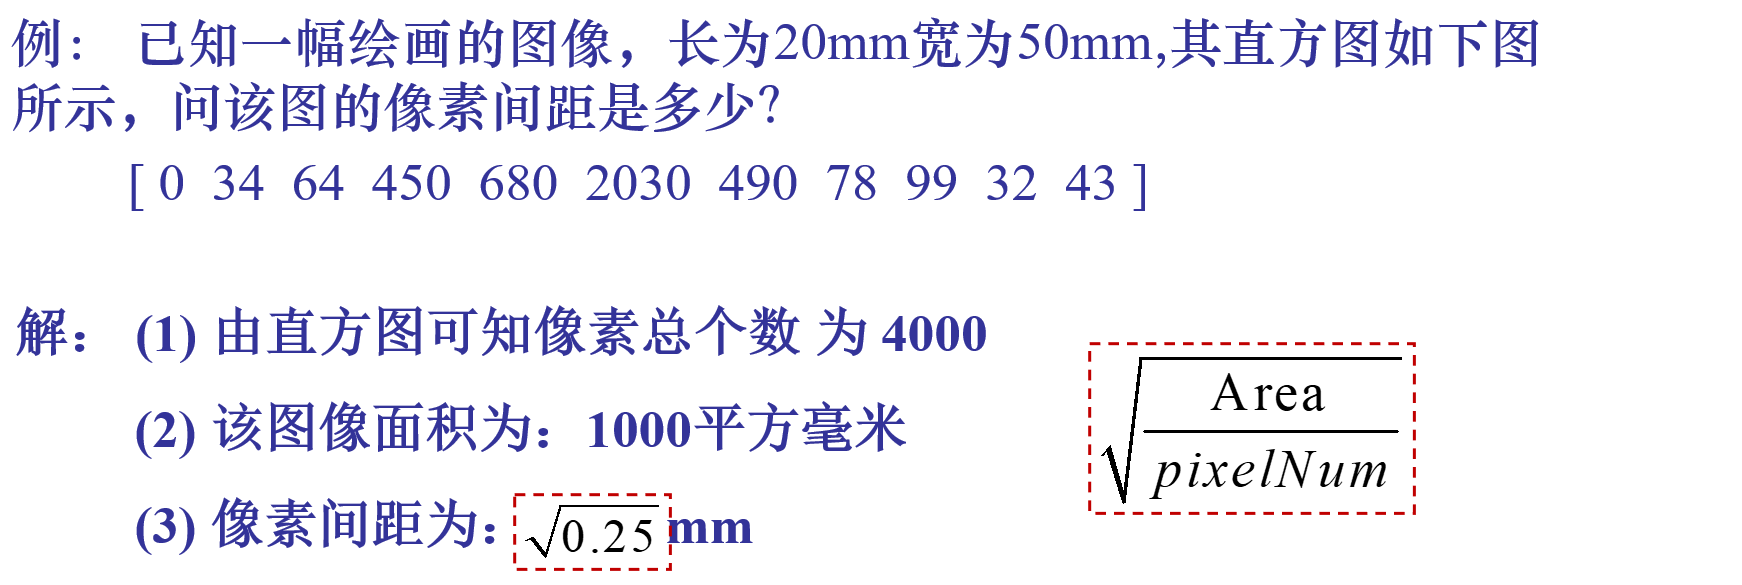 例： 已知一幅绘画的图像，长为20mm宽为50mm,其直方图如下图
所示，问该图的像素间距是多少？
[ 0 34 64 450 680 2030 490 78 99 32 43 ]
解： (1) 由直方图可知像素总个数 为 4000
(2) 该图像面积为：1000平方毫米
(3) 像素间距为：√0.25 mm
√(Area / pixelNum)